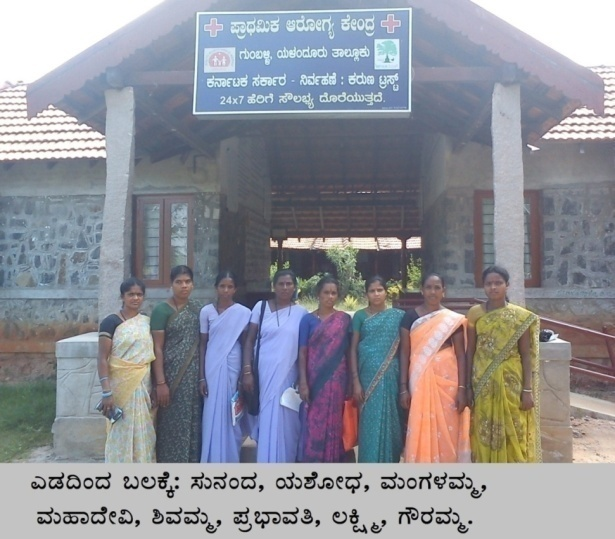 ಪ್ರಾಥಮಿಕ ಆರೋಗ್ಯ ಕೇಂದ್ರ
ಗುಂಬಳ್ಳಿ, ಯಳಂದೂರು ತಾಲ್ಲೂಕು
ಕರ್ನಾಟಕ ಸರ್ಕಾರ - ನಿರ್ವಹಣೆ : ಕರುಣ ಟ್ರಸ್ಟ್
24x7 ಹೆರಿಗೆ ಸೌಲಭ್ಯ ದೊರೆಯುತ್ತದೆ.
ಎಡದಿಂದ ಬಲಕ್ಕೆ: ಸುನಂದ, ಯಶೋಧ, ಮಂಗಳಮ್ಮ,
ಮಹಾದೇವಿ, ಶಿವಮ್ಮ, ಪ್ರಭಾವತಿ, ಲಕ್ಷ್ಮಿ, ಗೌರಮ್ಮ.